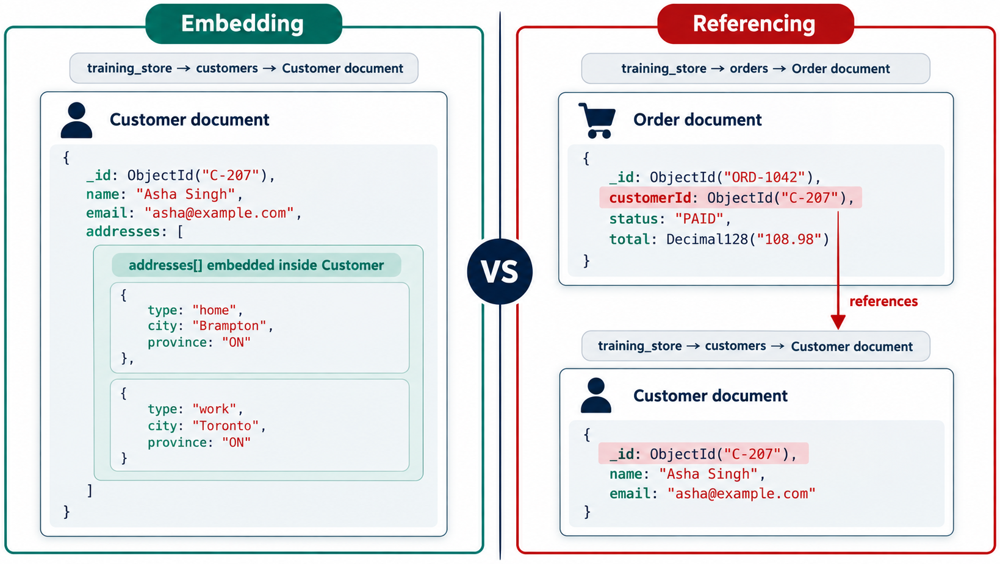 Embedding
training_store → customers → Customer document
Customer document
{
_id: ObjectId("C-207"),
name: "Asha Singh",
email: "asha@example.com",
addresses: [
addresses[] embedded inside Customer
{
type: "home",
city: "Brampton",
province: "ON"
},
{
type: "work",
city: "Toronto",
province: "ON"
}
]
}
VS
Referencing
training_store → orders → Order document
Order document
{
_id: ObjectId("ORD-1042"),
customerId: ObjectId("C-207"),
status: "PAID",
total: Decimal128("108.98")
}
references
training_store → customers → Customer document
Customer document
{
_id: ObjectId("C-207"),
name: "Asha Singh",
email: "asha@example.com"
}